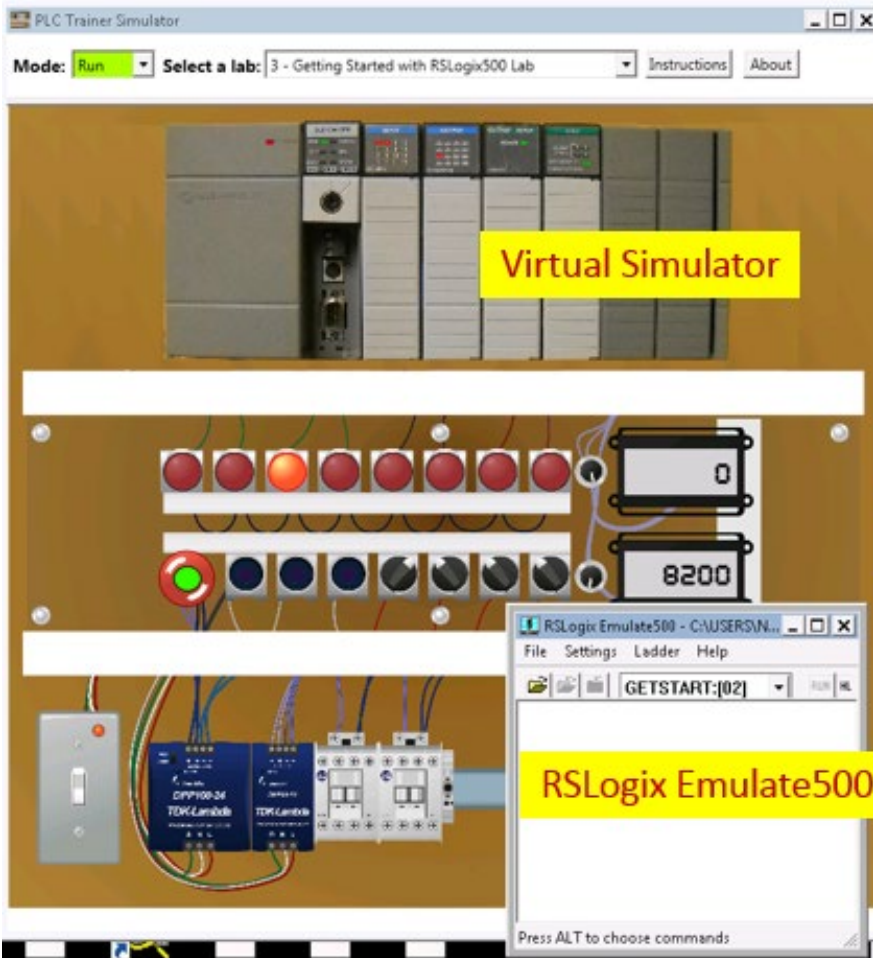 PLC Trainer Simulator
Mode: Run Select a lab: 3 - Getting Started with RSLogix500 Lab Instructions About
Virtual Simulator
0
8200
RSLogix Emulate500 - C:\USERS\N...
File Settings Ladder Help
GETSTART:[02] RUN
RSLogix Emulate500
DPP100-24
TDK-Lambda
TDK-Lambda
Press ALT to choose commands